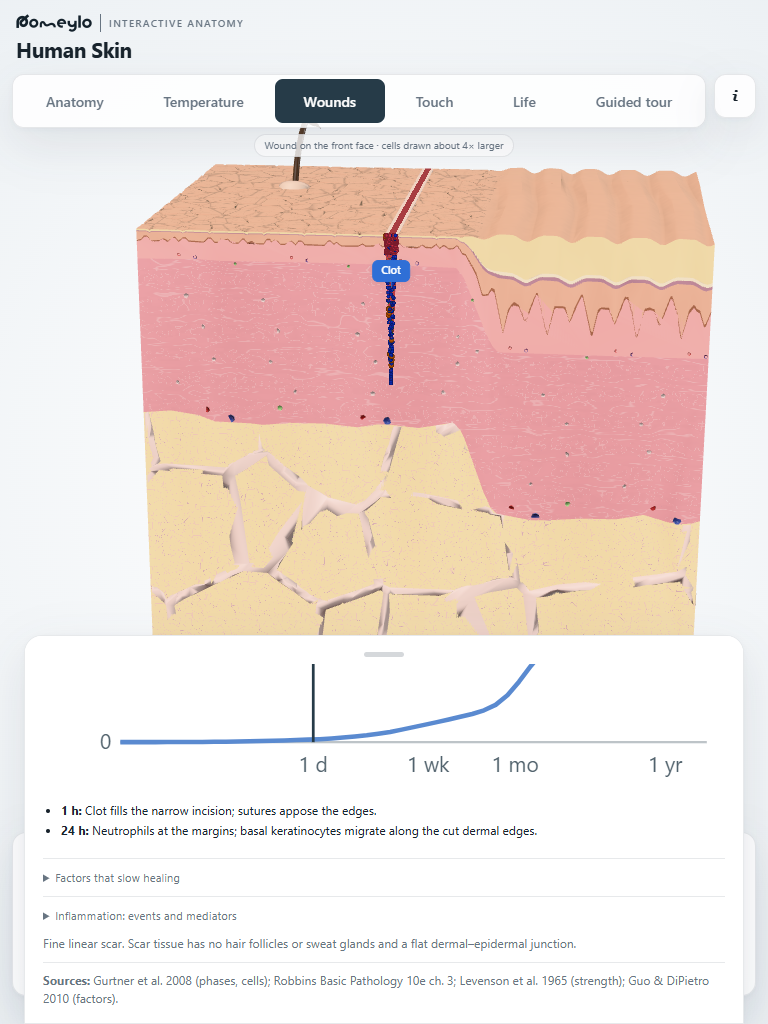 Domeylo | INTERACTIVE ANATOMY
Human Skin
Anatomy Temperature Wounds Touch Life Guided tour i
Wound on the front face · cells drawn about 4× larger
Clot
0
1 d 1 wk 1 mo 1 yr
• 1 h: Clot fills the narrow incision; sutures appose the edges.
• 24 h: Neutrophils at the margins; basal keratinocytes migrate along the cut dermal edges.
▶ Factors that slow healing
▶ Inflammation: events and mediators
Fine linear scar. Scar tissue has no hair follicles or sweat glands and a flat dermal–epidermal junction.
Sources: Gurtner et al. 2008 (phases, cells); Robbins Basic Pathology 10e ch. 3; Levenson et al. 1965 (strength); Guo & DiPietro
2010 (factors).